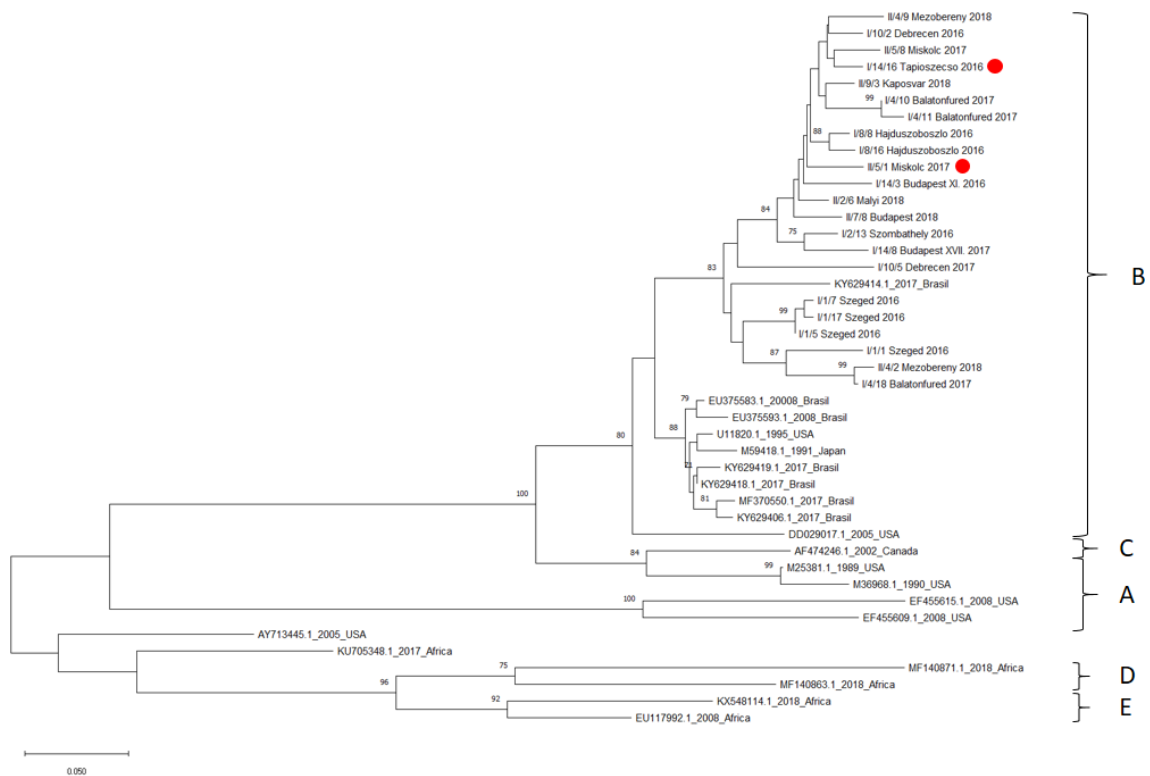 II/4/9 Mezobereny 2018
I/10/2 Debrecen 2016
II/5/8 Miskolc 2017
I/14/16 Tapioszecso 2016
II/9/3 Kaposvar 2018
99
I/4/10 Balatonfured 2017
I/4/11 Balatonfured 2017
88
I/8/8 Hajduszoboszlo 2016
I/8/16 Hajduszoboszlo 2016
II/5/1 Miskolc 2017
I/14/3 Budapest XI. 2016
II/2/6 Malyi 2018
84
II/7/8 Budapest 2018
75
I/2/13 Szombathely 2016
I/14/8 Budapest XVII. 2017
83
I/10/5 Debrecen 2017
B
KY629414.1_2017_Brasil
I/1/7 Szeged 2016
99
I/1/17 Szeged 2016
I/1/5 Szeged 2016
87
I/1/1 Szeged 2016
99
II/4/2 Mezobereny 2018
I/4/18 Balatonfured 2017
79
EU375583.1_20008_Brasil
EU375593.1_2008_Brasil
88
80
U11820.1_1995_USA
M59418.1_1991_Japan
KY629419.1_2017_Brasil
KY629418.1_2017_Brasil
81
MF370550.1_2017_Brasil
100
KY629406.1_2017_Brasil
DD029017.1_2005_USA
84
AF474246.1_2002_Canada
C
99
M25381.1_1989_USA
M36968.1_1990_USA
A
100
EF455615.1_2008_USA
EF455609.1_2008_USA
AY713445.1_2005_USA
KU705348.1_2017_Africa
75
MF140871.1_2018_Africa
D
96
MF140863.1_2018_Africa
92
KX548114.1_2018_Africa
E
EU117992.1_2008_Africa
0.050